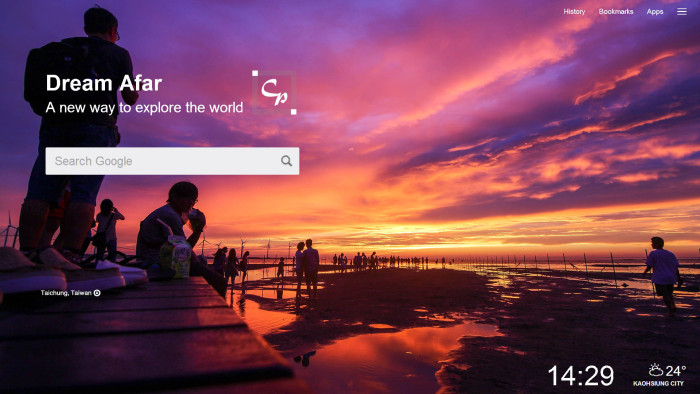 History Bookmarks Apps
Dream Afar
A new way to explore the world
Cp
Search Google
Taichung, Taiwan
14:29
24°
KAOHSIUNG CITY